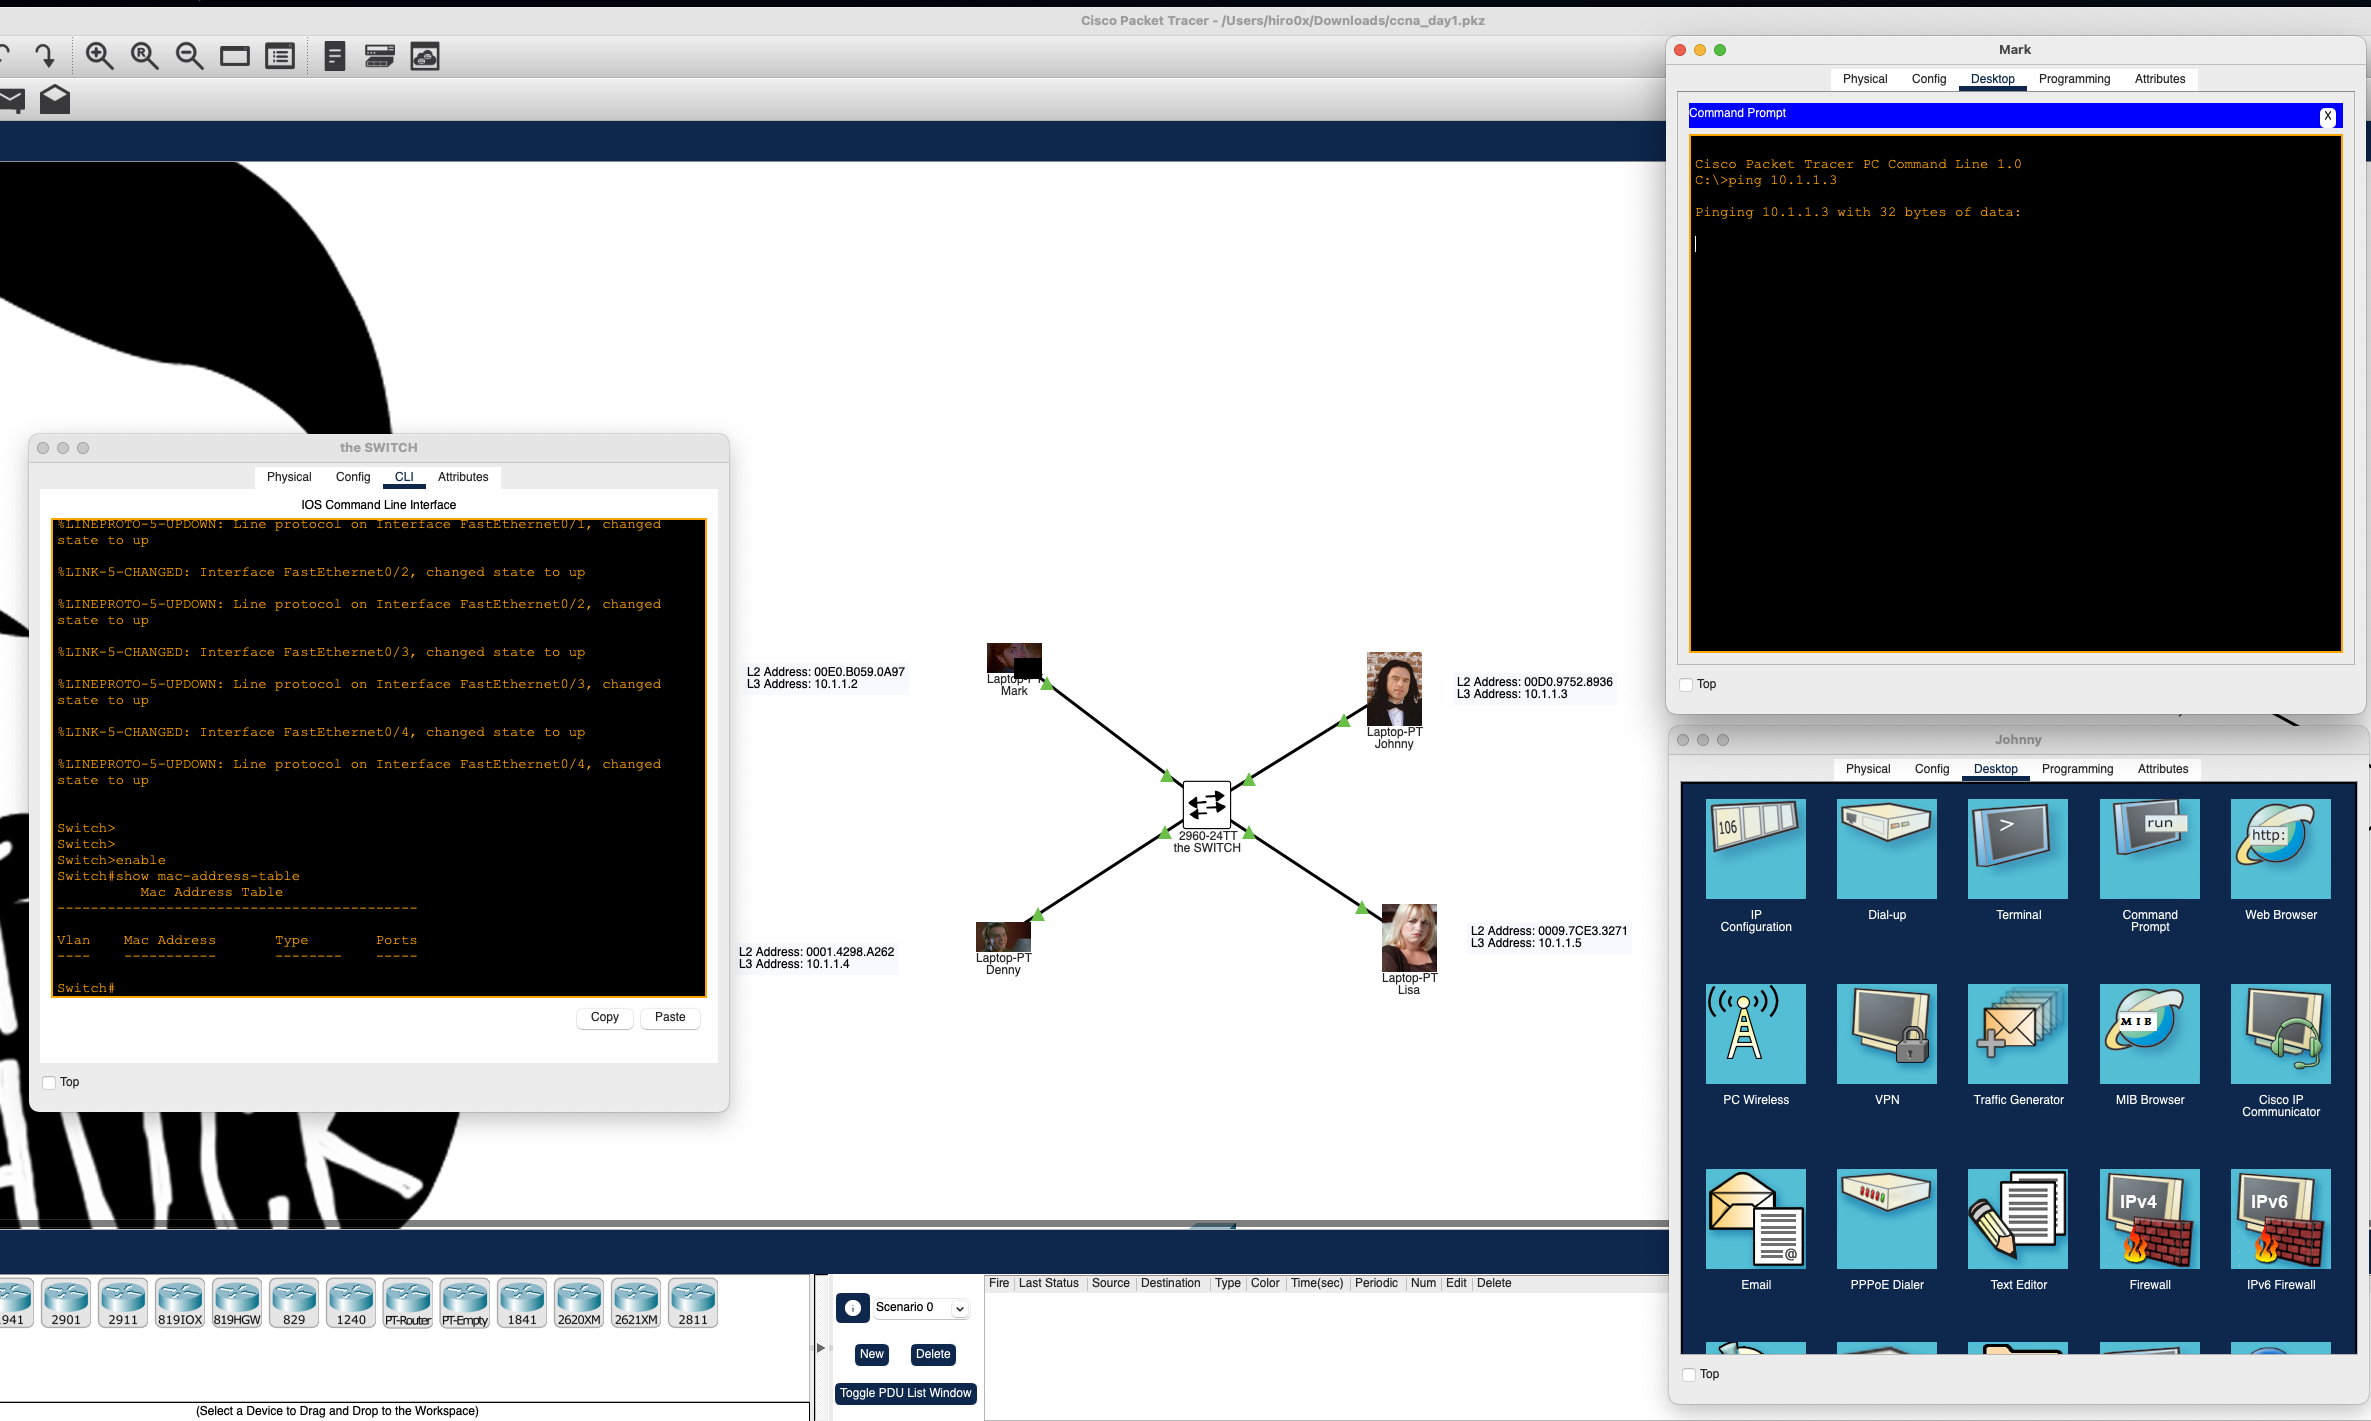 Cisco Packet Tracer - /Users/hiro0x/Downloads/ccna_day1.pkz
Mark
Physical Config Desktop Programming Attributes
Command Prompt
X
Cisco Packet Tracer PC Command Line 1.0
C:\>ping 10.1.1.3
Pinging 10.1.1.3 with 32 bytes of data:
Top
the SWITCH
Physical Config CLI Attributes
IOS Command Line Interface
%LINEPROTO-5-UPDOWN: Line protocol on Interface FastEthernet0/1, changed
state to up
%LINK-5-CHANGED: Interface FastEthernet0/2, changed state to up
%LINEPROTO-5-UPDOWN: Line protocol on Interface FastEthernet0/2, changed
state to up
%LINK-5-CHANGED: Interface FastEthernet0/3, changed state to up
%LINEPROTO-5-UPDOWN: Line protocol on Interface FastEthernet0/3, changed
state to up
%LINK-5-CHANGED: Interface FastEthernet0/4, changed state to up
%LINEPROTO-5-UPDOWN: Line protocol on Interface FastEthernet0/4, changed
state to up
Switch>
Switch>
Switch>enable
Switch#show mac-address-table
Mac Address Table
-------------------------------------------
Vlan Mac Address Type Ports
---- ----------- -------- -----
Switch#
Copy Paste
Top
L2 Address: 00E0.B059.0A97
L3 Address: 10.1.1.2
Mark
L2 Address: 00D0.9752.8936
L3 Address: 10.1.1.3
Laptop-PT
Johnny
2960-24TT
the SWITCH
L2 Address: 0001.4298.A262
L3 Address: 10.1.1.4
Laptop-PT
Denny
L2 Address: 0009.7CE3.3271
L3 Address: 10.1.1.5
Laptop-PT
Lisa
Johnny
Physical Config Desktop Programming Attributes
106
>
run
http:
IP
Configuration
Dial-up
Terminal
Command
Prompt
Web Browser
MIB
PC Wireless
VPN
Traffic Generator
MIB Browser
Cisco IP
Communicator
@
IPv4
IPv6
Email
PPPoE Dialer
Text Editor
Firewall
IPv6 Firewall
Top
941 2901 2911 819IOX 819HGW 829 1240 PT-Router PT-Empty 1841 2620XM 2621XM 2811
(Select a Device to Drag and Drop to the Workspace)
Scenario 0
New Delete
Toggle PDU List Window
Fire Last Status Source Destination Type Color Time(sec) Periodic Num Edit Delete